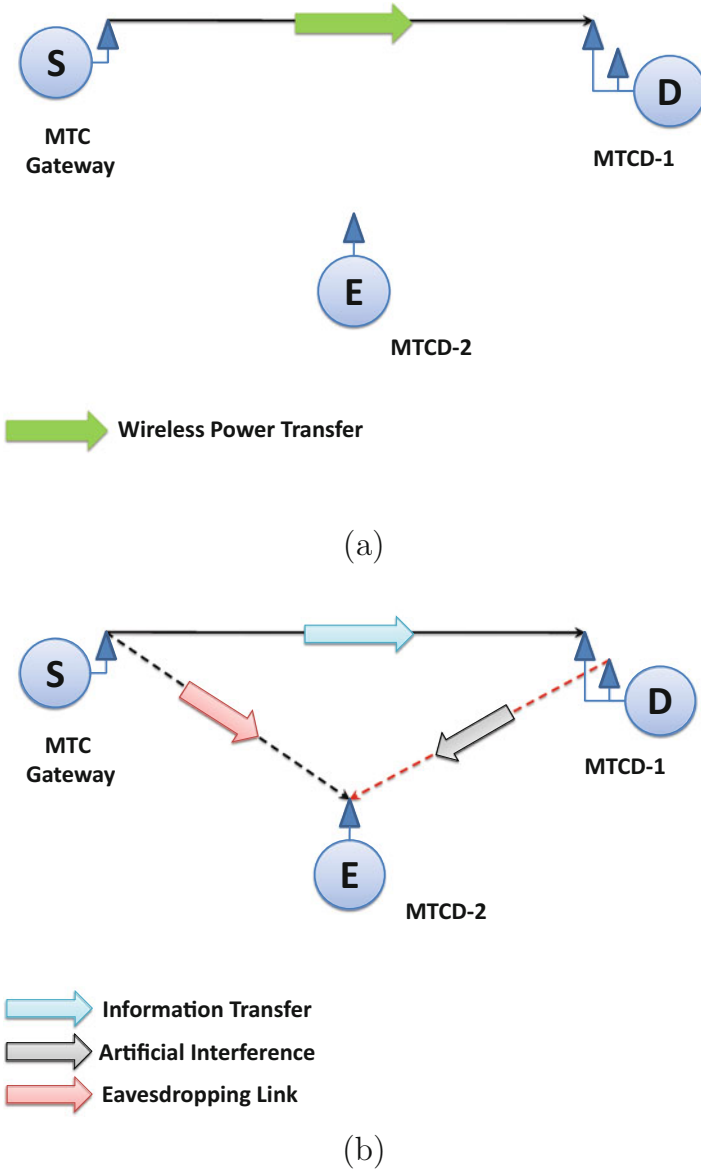 S
MTC
Gateway
D
MTCD-1
E
MTCD-2
Wireless Power Transfer
(a)
S
MTC
Gateway
D
MTCD-1
E
MTCD-2
Information Transfer
Artificial Interference
Eavesdropping Link
(b)